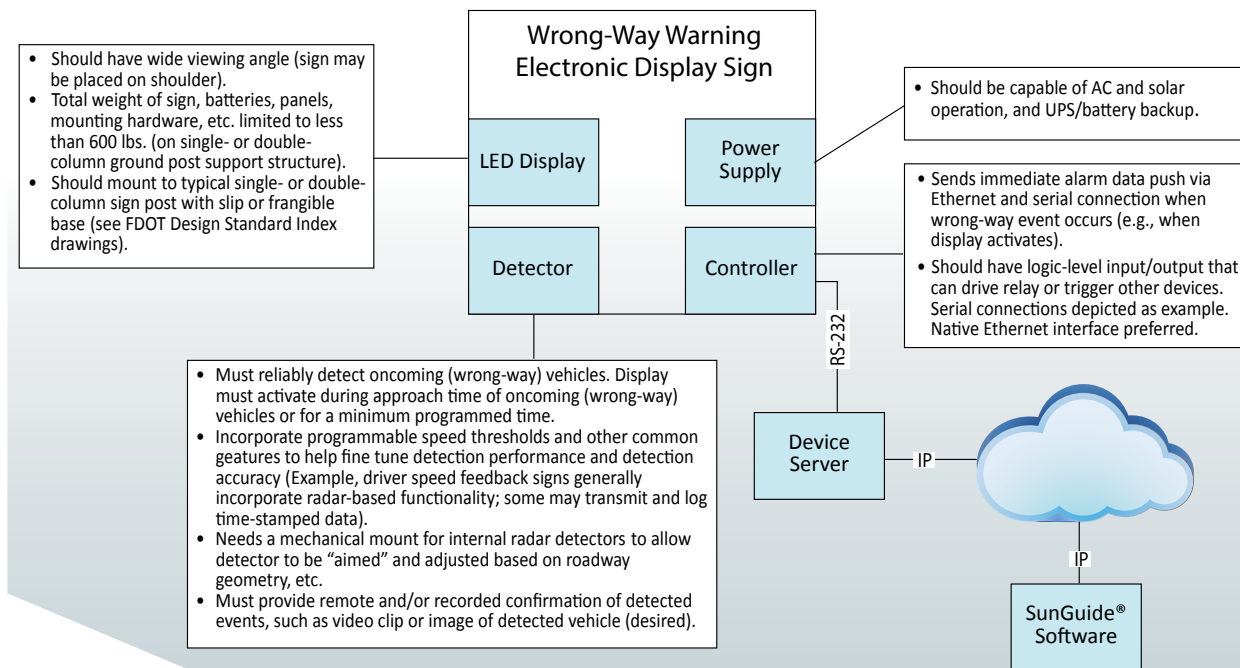 Wrong-Way Warning
Electronic Display Sign
• Should have wide viewing angle (sign may
be placed on shoulder).
• Total weight of sign, batteries, panels,
mounting hardware, etc. limited to less
than 600 lbs. (on single- or double-
column ground post support structure).
• Should mount to typical single- or double-
column sign post with slip or frangible
base (see FDOT Design Standard Index
drawings).
LED Display
Power
Supply
• Should be capable of AC and solar
operation, and UPS/battery backup.
Detector
Controller
• Sends immediate alarm data push via
Ethernet and serial connection when
wrong-way event occurs (e.g., when
display activates).
• Should have logic-level input/output that
can drive relay or trigger other devices.
Serial connections depicted as example.
Native Ethernet interface preferred.
RS-232
• Must reliably detect oncoming (wrong-way) vehicles. Display
must activate during approach time of oncoming (wrong-way)
vehicles or for a minimum programmed time.
• Incorporate programmable speed thresholds and other common
geatures to help fine tune detection performance and detection
accuracy (Example, driver speed feedback signs generally
incorporate radar-based functionality; some may transmit and log
time-stamped data).
• Needs a mechanical mount for internal radar detectors to allow
detector to be “aimed” and adjusted based on roadway
geometry, etc.
• Must provide remote and/or recorded confirmation of detected
events, such as video clip or image of detected vehicle (desired).
Device
Server
IP
IP
SunGuide®
Software